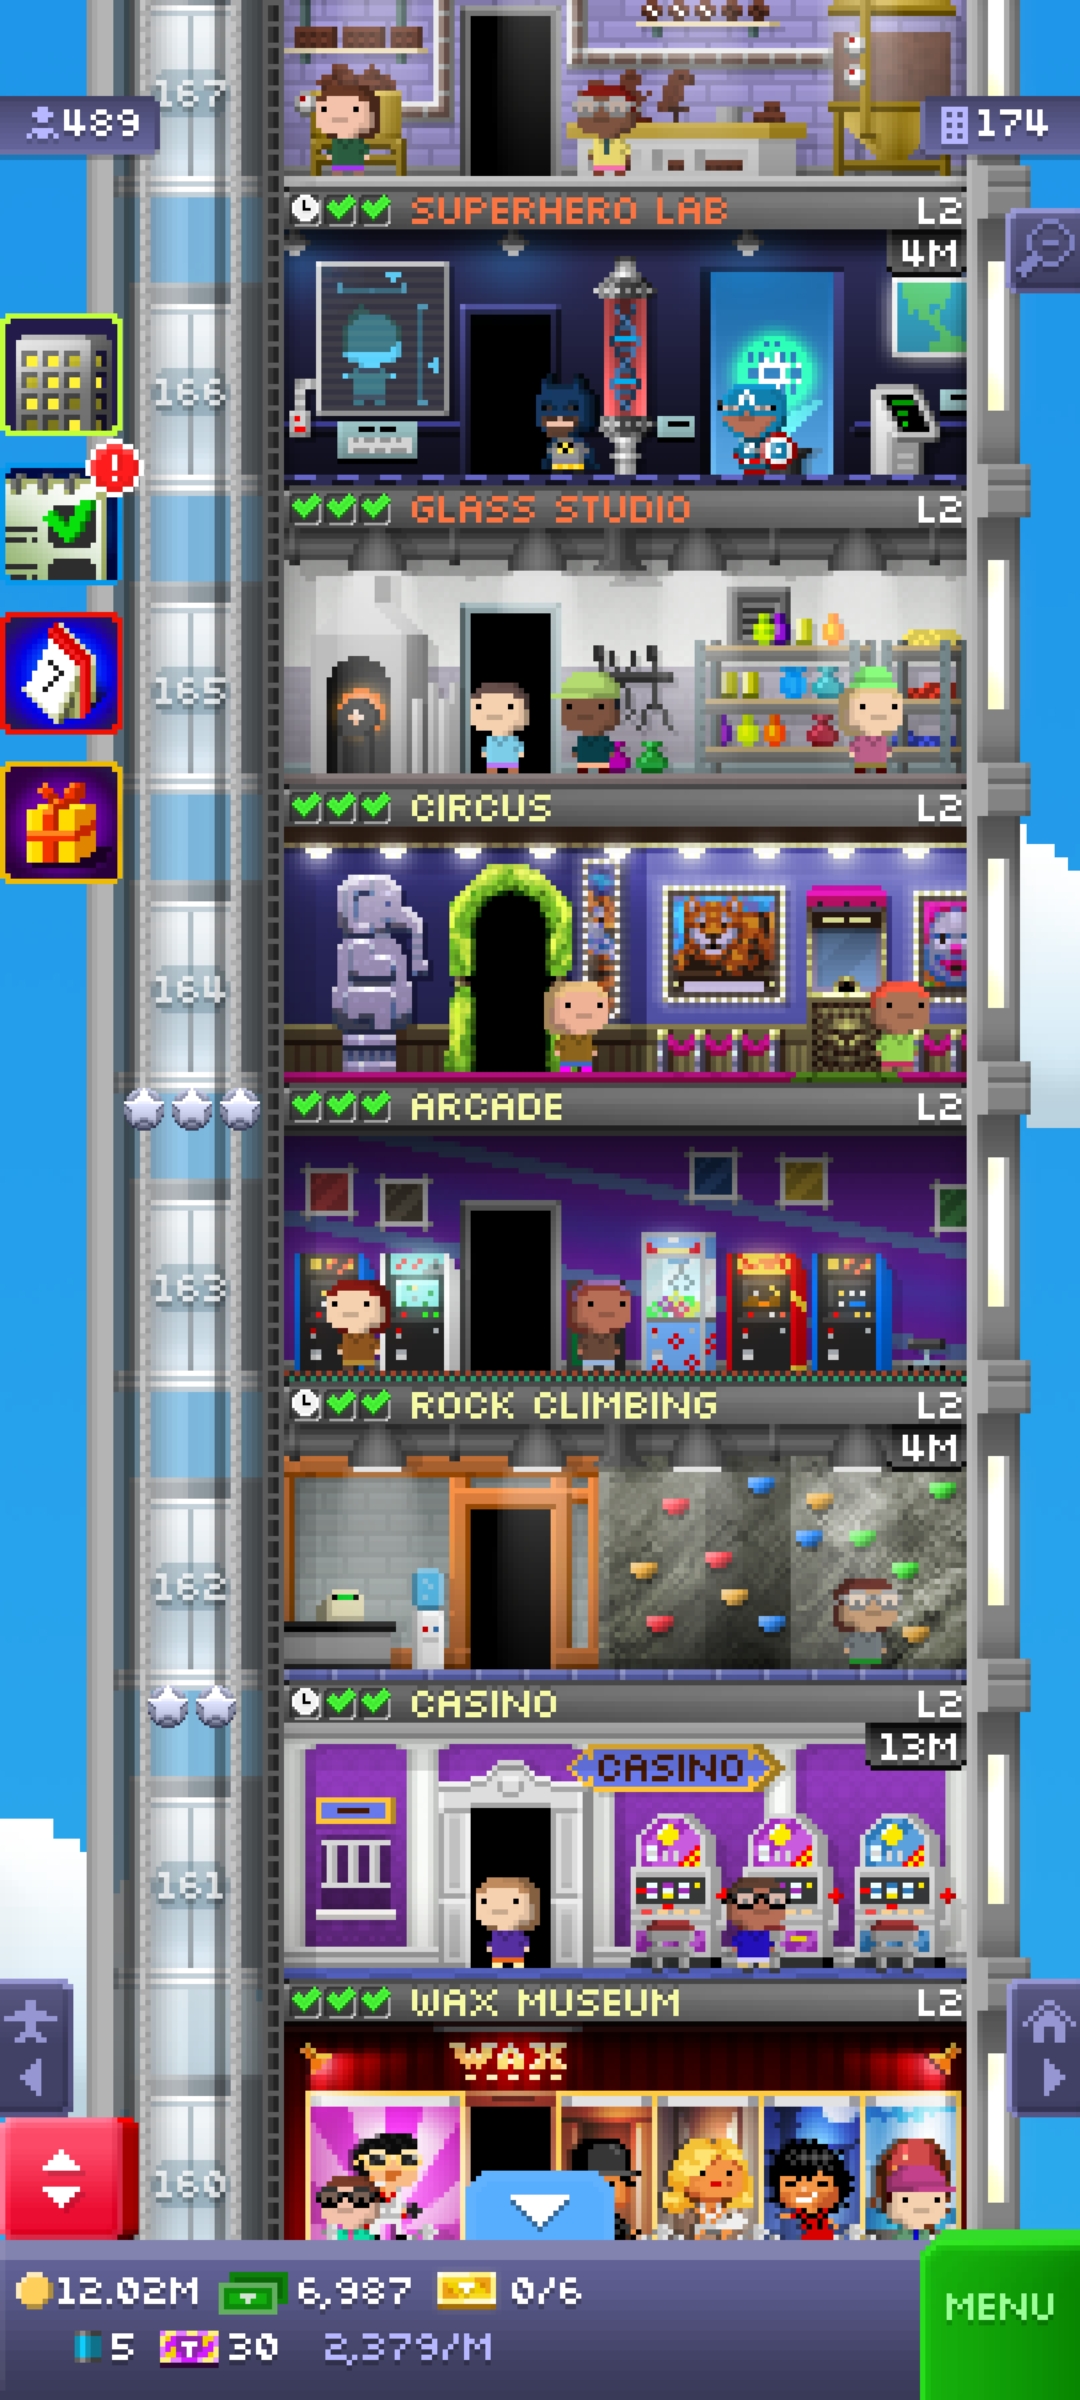 167
489
174
SUPERHERO LAB L2
4M
166
GLASS STUDIO L2
165
CIRCUS L2
164
ARCADE L2
163
ROCK CLIMBING L2
4M
162
CASINO L2
13M
CASINO
161
WAX MUSEUM L2
WAX
160
12.02M 6,987 0/6
5 30 2,379/M
MENU